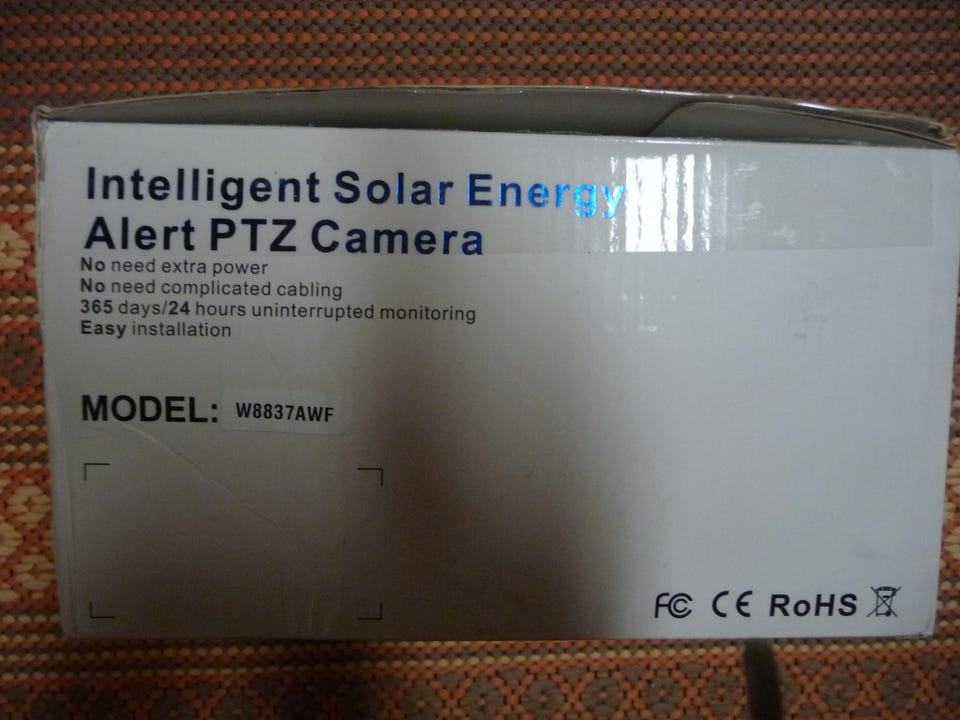 Intelligent Solar Energy
Alert PTZ Camera
No need extra power
No need complicated cabling
365 days/24 hours uninterrupted monitoring
Easy installation
MODEL: W8837AWF
FC CE RoHS